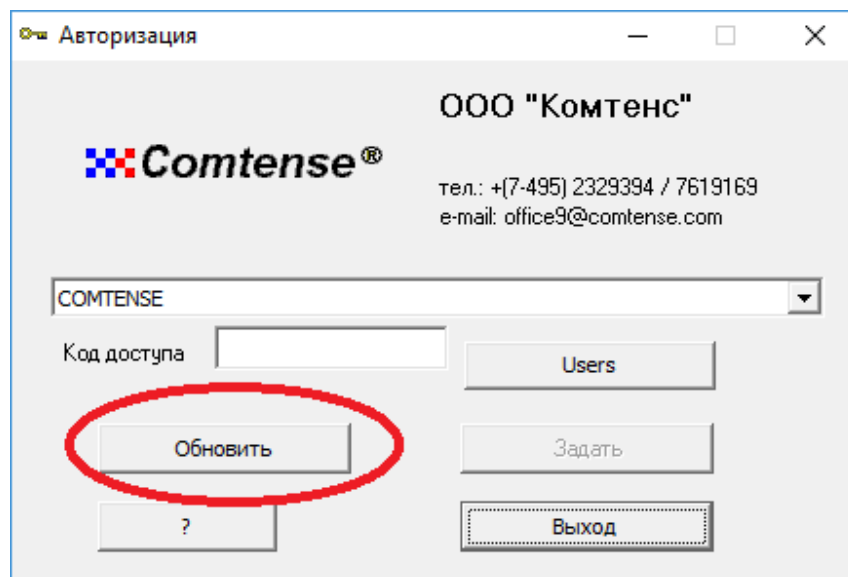 Авторизация
ООО "Комтенс"
Comtense®
тел.: +(7-495) 2329394 / 7619169
e-mail: office9@comtense.com
COMTENSE
Код доступа
Users
Обновить
Задать
?
Выход